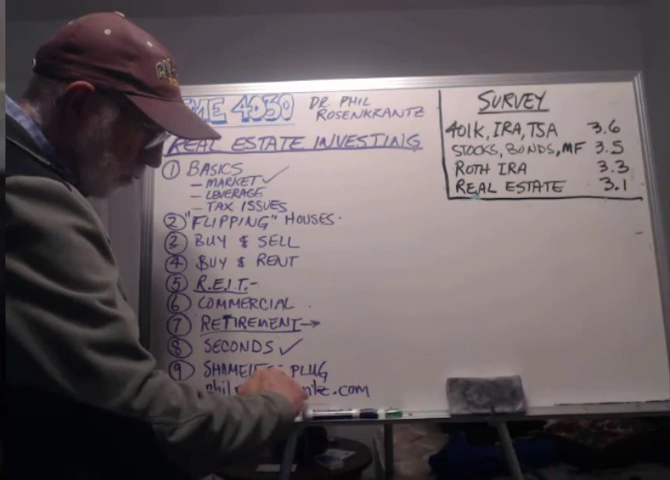 ME 4030
DR. PHIL
ROSENKRANTZ
REAL ESTATE INVESTING
① BASICS ✓
– MARKET
– LEVERAGE
– TAX ISSUES
② "FLIPPING" HOUSES.
③ BUY & SELL
④ BUY & RENT
⑤ R.E.I.T.–
⑥ COMMERCIAL .
⑦ RETIREMENT→
⑧ SECONDS ✓
⑨ PLUG
.com
SURVEY
401K, IRA, TSA 3.6
STOCKS, BONDS, MF 3.5
ROTH IRA 3.3
REAL ESTATE 3.1